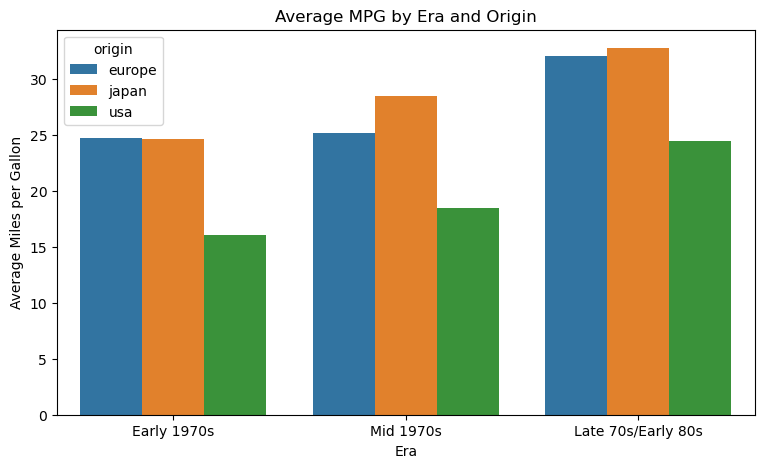 Average MPG by Era and Origin
origin
europe
japan
usa
Average Miles per Gallon
30
25
20
15
10
5
0
Early 1970s
Mid 1970s
Late 70s/Early 80s
Era